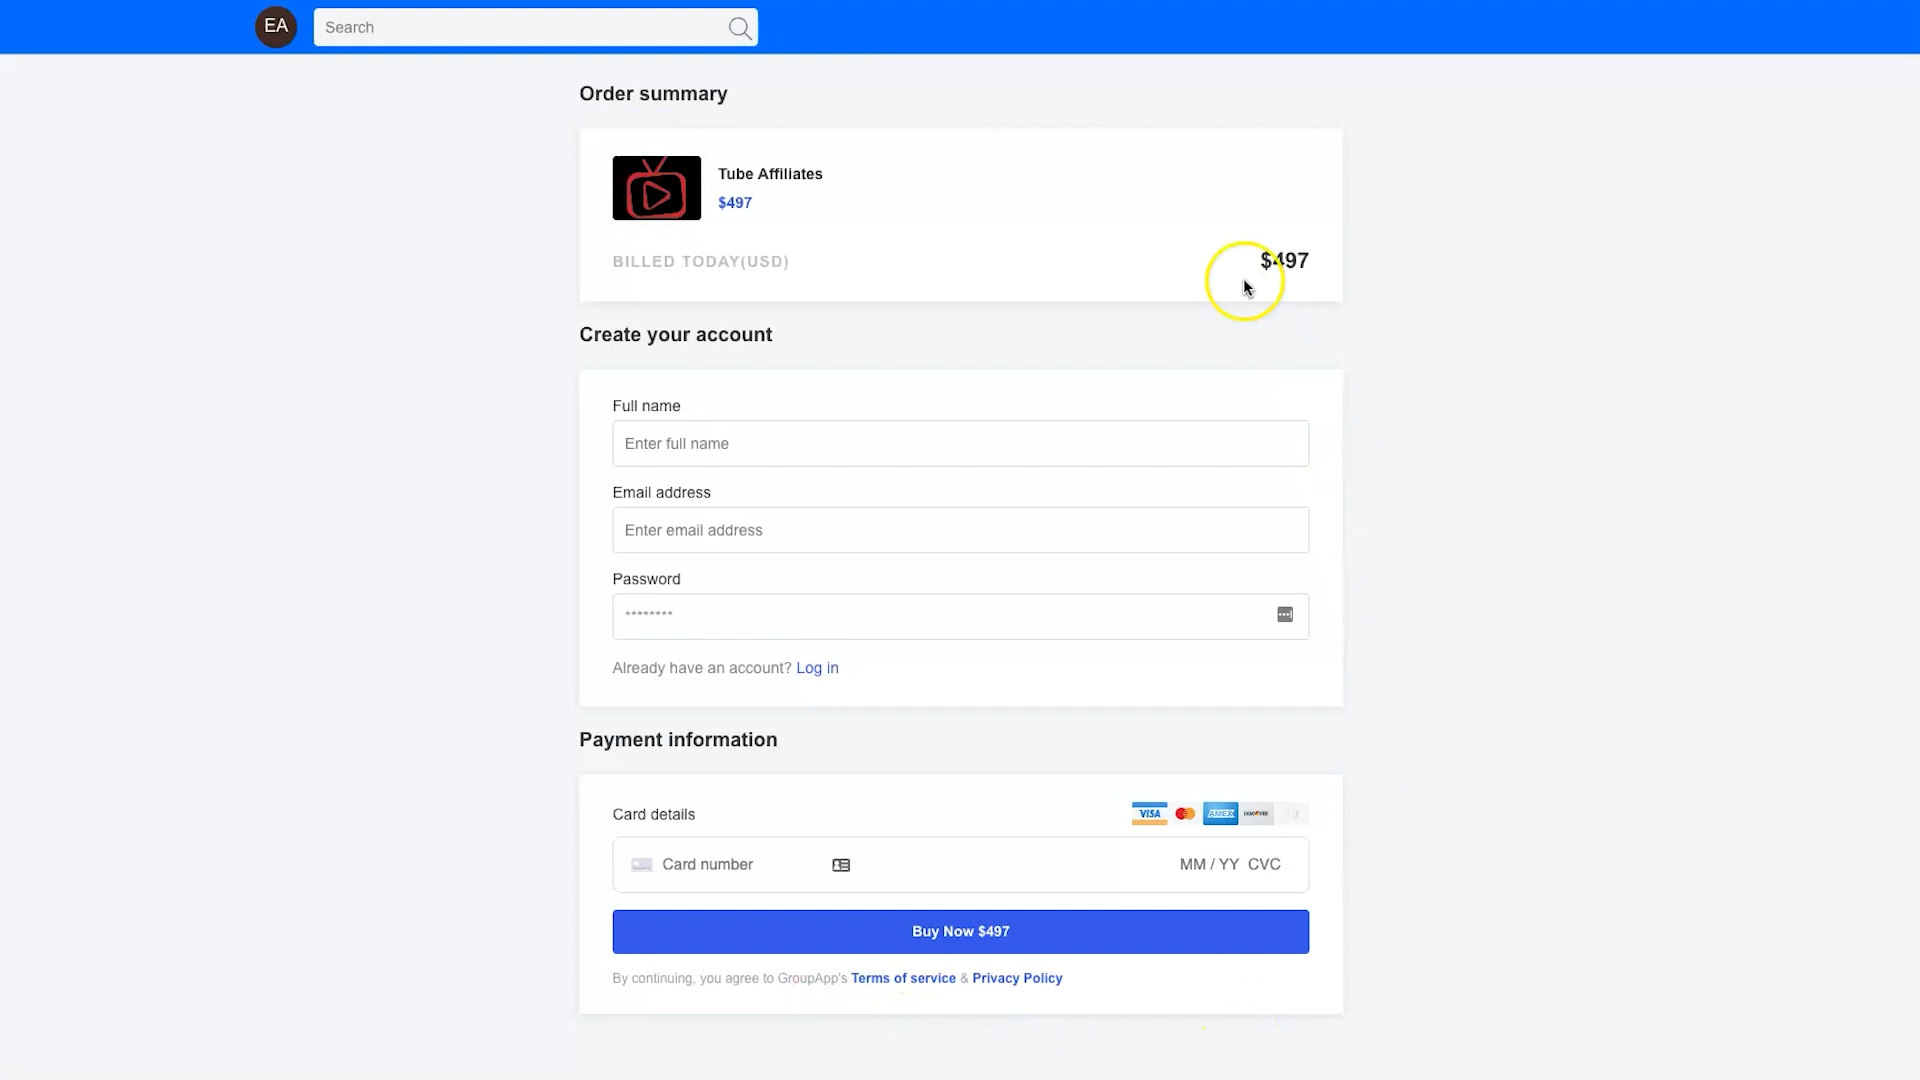 EA
Search
Order summary
Tube Affiliates
$497
BILLED TODAY(USD)
$497
Create your account
Full name
Enter full name
Email address
Enter email address
Password
********
Already have an account? Log in
Payment information
Card details
VISA
AMEX
DISCOVER
Card number
MM / YY CVC
Buy Now $497
By continuing, you agree to GroupApp's Terms of service & Privacy Policy